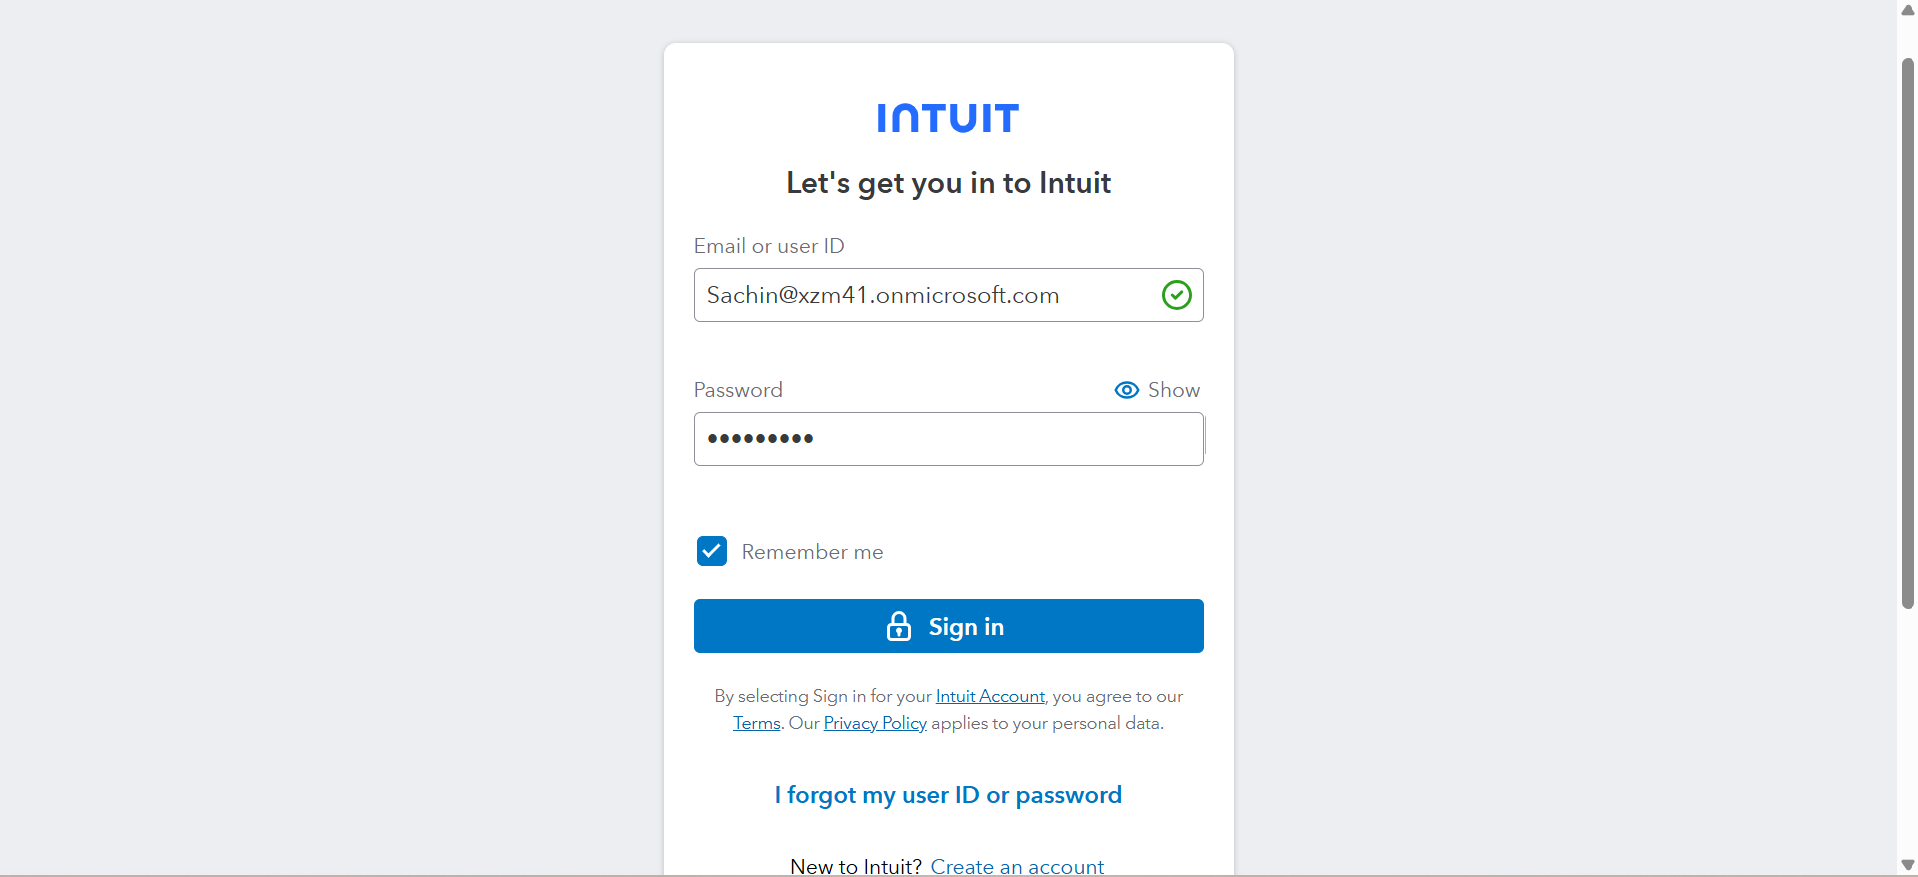 INTUIT
Let's get you in to Intuit
Email or user ID
Sachin@xzm41.onmicrosoft.com
Password
Show
•••••••••
Remember me
Sign in
By selecting Sign in for your Intuit Account, you agree to our
Terms. Our Privacy Policy applies to your personal data.
I forgot my user ID or password
New to Intuit? Create an account